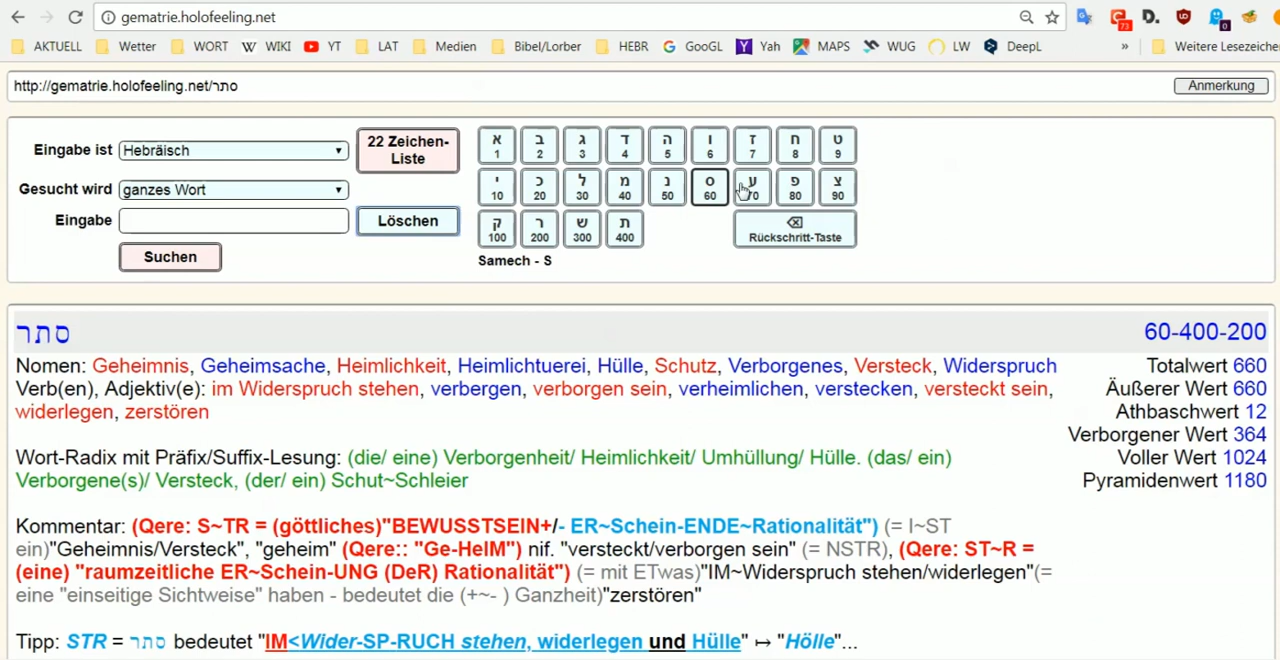 gematrie.holofeeling.net
AKTUELL Wetter WORT WIKI YT LAT Medien Bibel/Lorber HEBR GooGL Yah MAPS WUG LW DeepL » Weitere Lesezeiche
http://gematrie.holofeeling.net/סתר Anmerkung
Eingabe ist Hebräisch
22 Zeichen-
Liste
Gesucht wird ganzes Wort
Eingabe Löschen
Suchen
א ב ג ד ה ו ז ח ט
1 2 3 4 5 6 7 8 9
י כ ל מ נ ס ע פ צ
10 20 30 40 50 60 70 80 90
ק ר ש ת
100 200 300 400 Rückschritt-Taste
Samech - S
סתר 60-400-200
Nomen: Geheimnis, Geheimsache, Heimlichkeit, Heimlichtuerei, Hülle, Schutz, Verborgenes, Versteck, Widerspruch
Verb(en), Adjektiv(e): im Widerspruch stehen, verbergen, verborgen sein, verheimlichen, verstecken, versteckt sein,
widerlegen, zerstören
Totalwert 660
Äußerer Wert 660
Athbaschwert 12
Verborgener Wert 364
Voller Wert 1024
Pyramidenwert 1180
Wort-Radix mit Präfix/Suffix-Lesung: (die/ eine) Verborgenheit/ Heimlichkeit/ Umhüllung/ Hülle. (das/ ein)
Verborgene(s)/ Versteck, (der/ ein) Schut~Schleier
Kommentar: (Qere: S~TR = (göttliches)"BEWUSSTSEIN+/- ER~Schein-ENDE~Rationalität") (= I~ST
ein)"Geheimnis/Versteck", "geheim" (Qere:: "Ge-HeIM") nif. "versteckt/verborgen sein" (= NSTR), (Qere: ST~R =
(eine) "raumzeitliche ER~Schein-UNG (DeR) Rationalität") (= mit ETwas)"IM~Widerspruch stehen/widerlegen"(=
eine "einseitige Sichtweise" haben - bedeutet die (+~- ) Ganzheit)"zerstören"
Tipp: STR = סתר bedeutet "IM<Wider-SP-RUCH stehen, widerlegen und Hülle" ↦ "Hölle"...